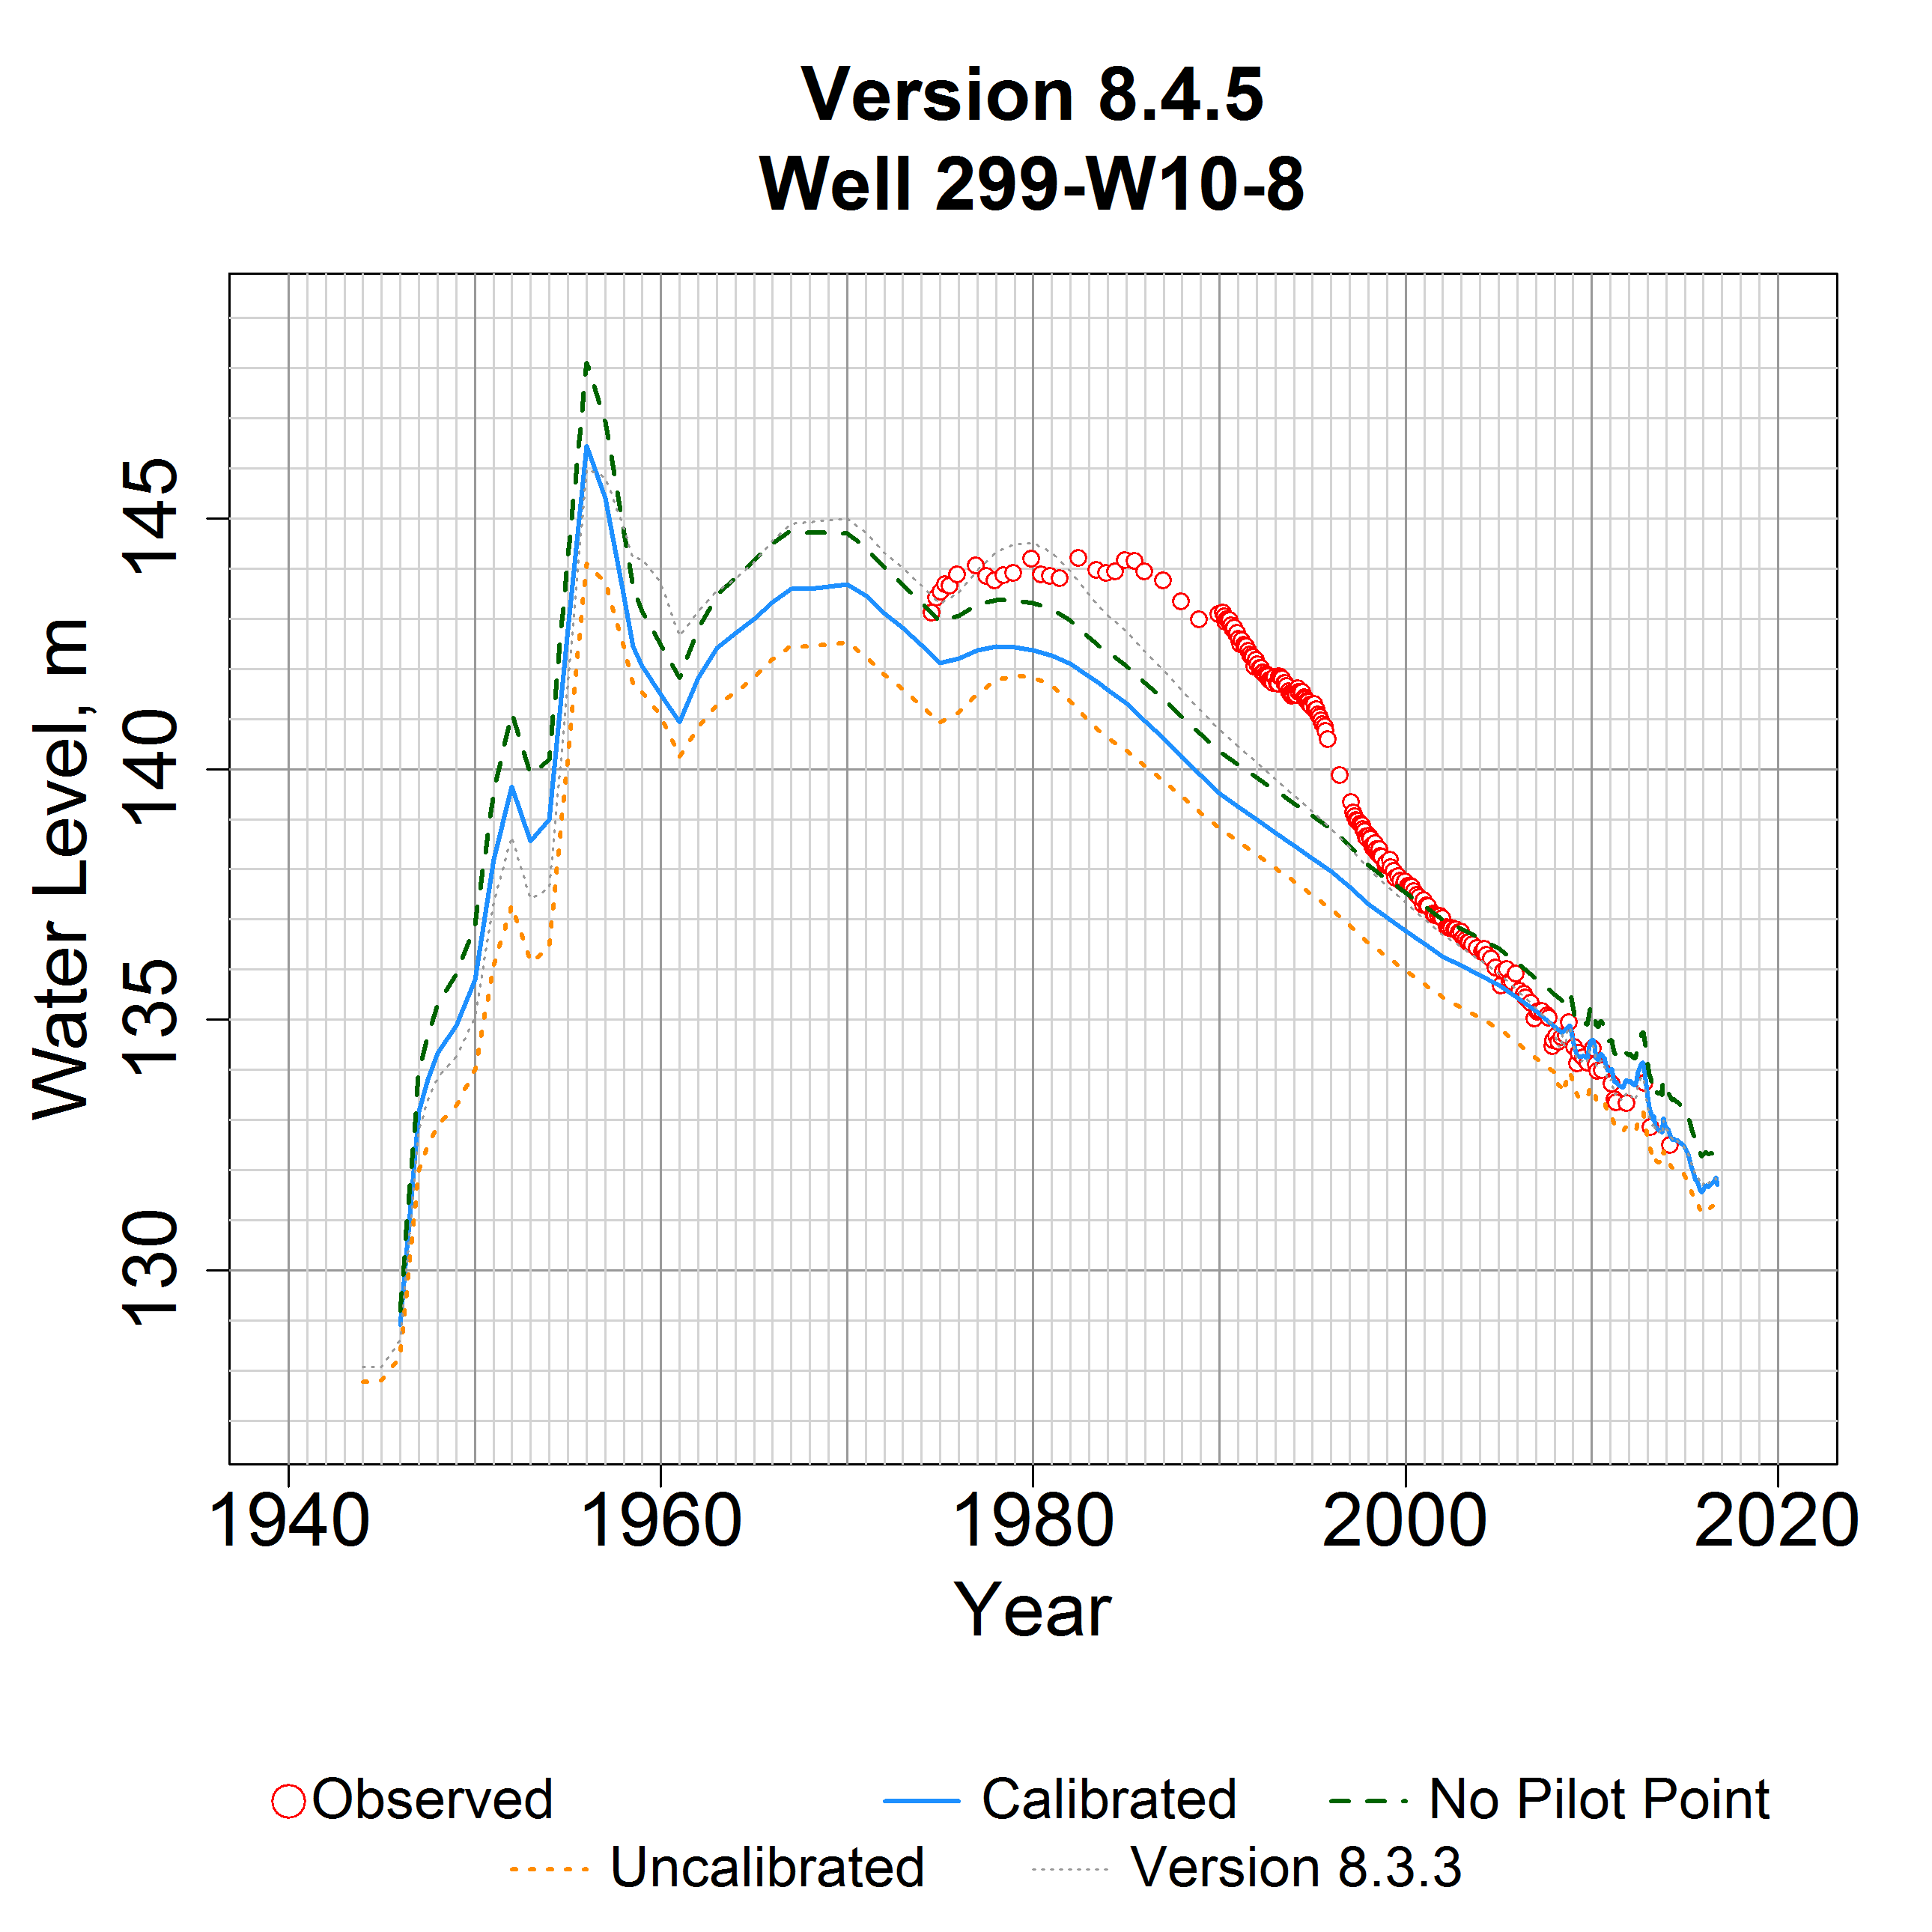 Version 8.4.5
Well 299-W10-8
Water Level, m
145
140
135
130
1940 1960 1980 2000 2020
Year
Observed Calibrated No Pilot Point
Uncalibrated Version 8.3.3